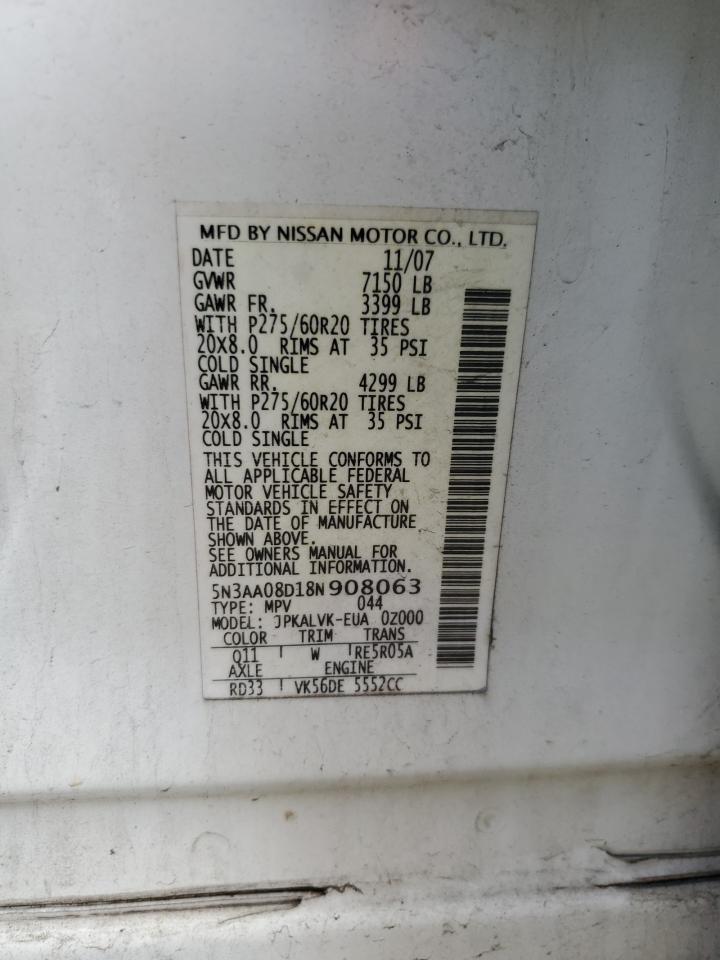 MFD BY NISSAN MOTOR CO., LTD.
DATE 11/07
GVWR 7150 LB
GAWR FR. 3399 LB
WITH P275/60R20 TIRES
20X8.0 RIMS AT 35 PSI
COLD SINGLE
GAWR RR. 4299 LB
WITH P275/60R20 TIRES
20X8.0 RIMS AT 35 PSI
COLD SINGLE
THIS VEHICLE CONFORMS TO
ALL APPLICABLE FEDERAL
MOTOR VEHICLE SAFETY
STANDARDS IN EFFECT ON
THE DATE OF MANUFACTURE
SHOWN ABOVE.
SEE OWNERS MANUAL FOR
ADDITIONAL INFORMATION.
5N3AA08D18N908063
TYPE: MPV 044
MODEL: JPKALVK-EUA 0Z000
COLOR TRIM TRANS
Q11 W RE5R05A
AXLE ENGINE
RD33 VK56DE 5552CC